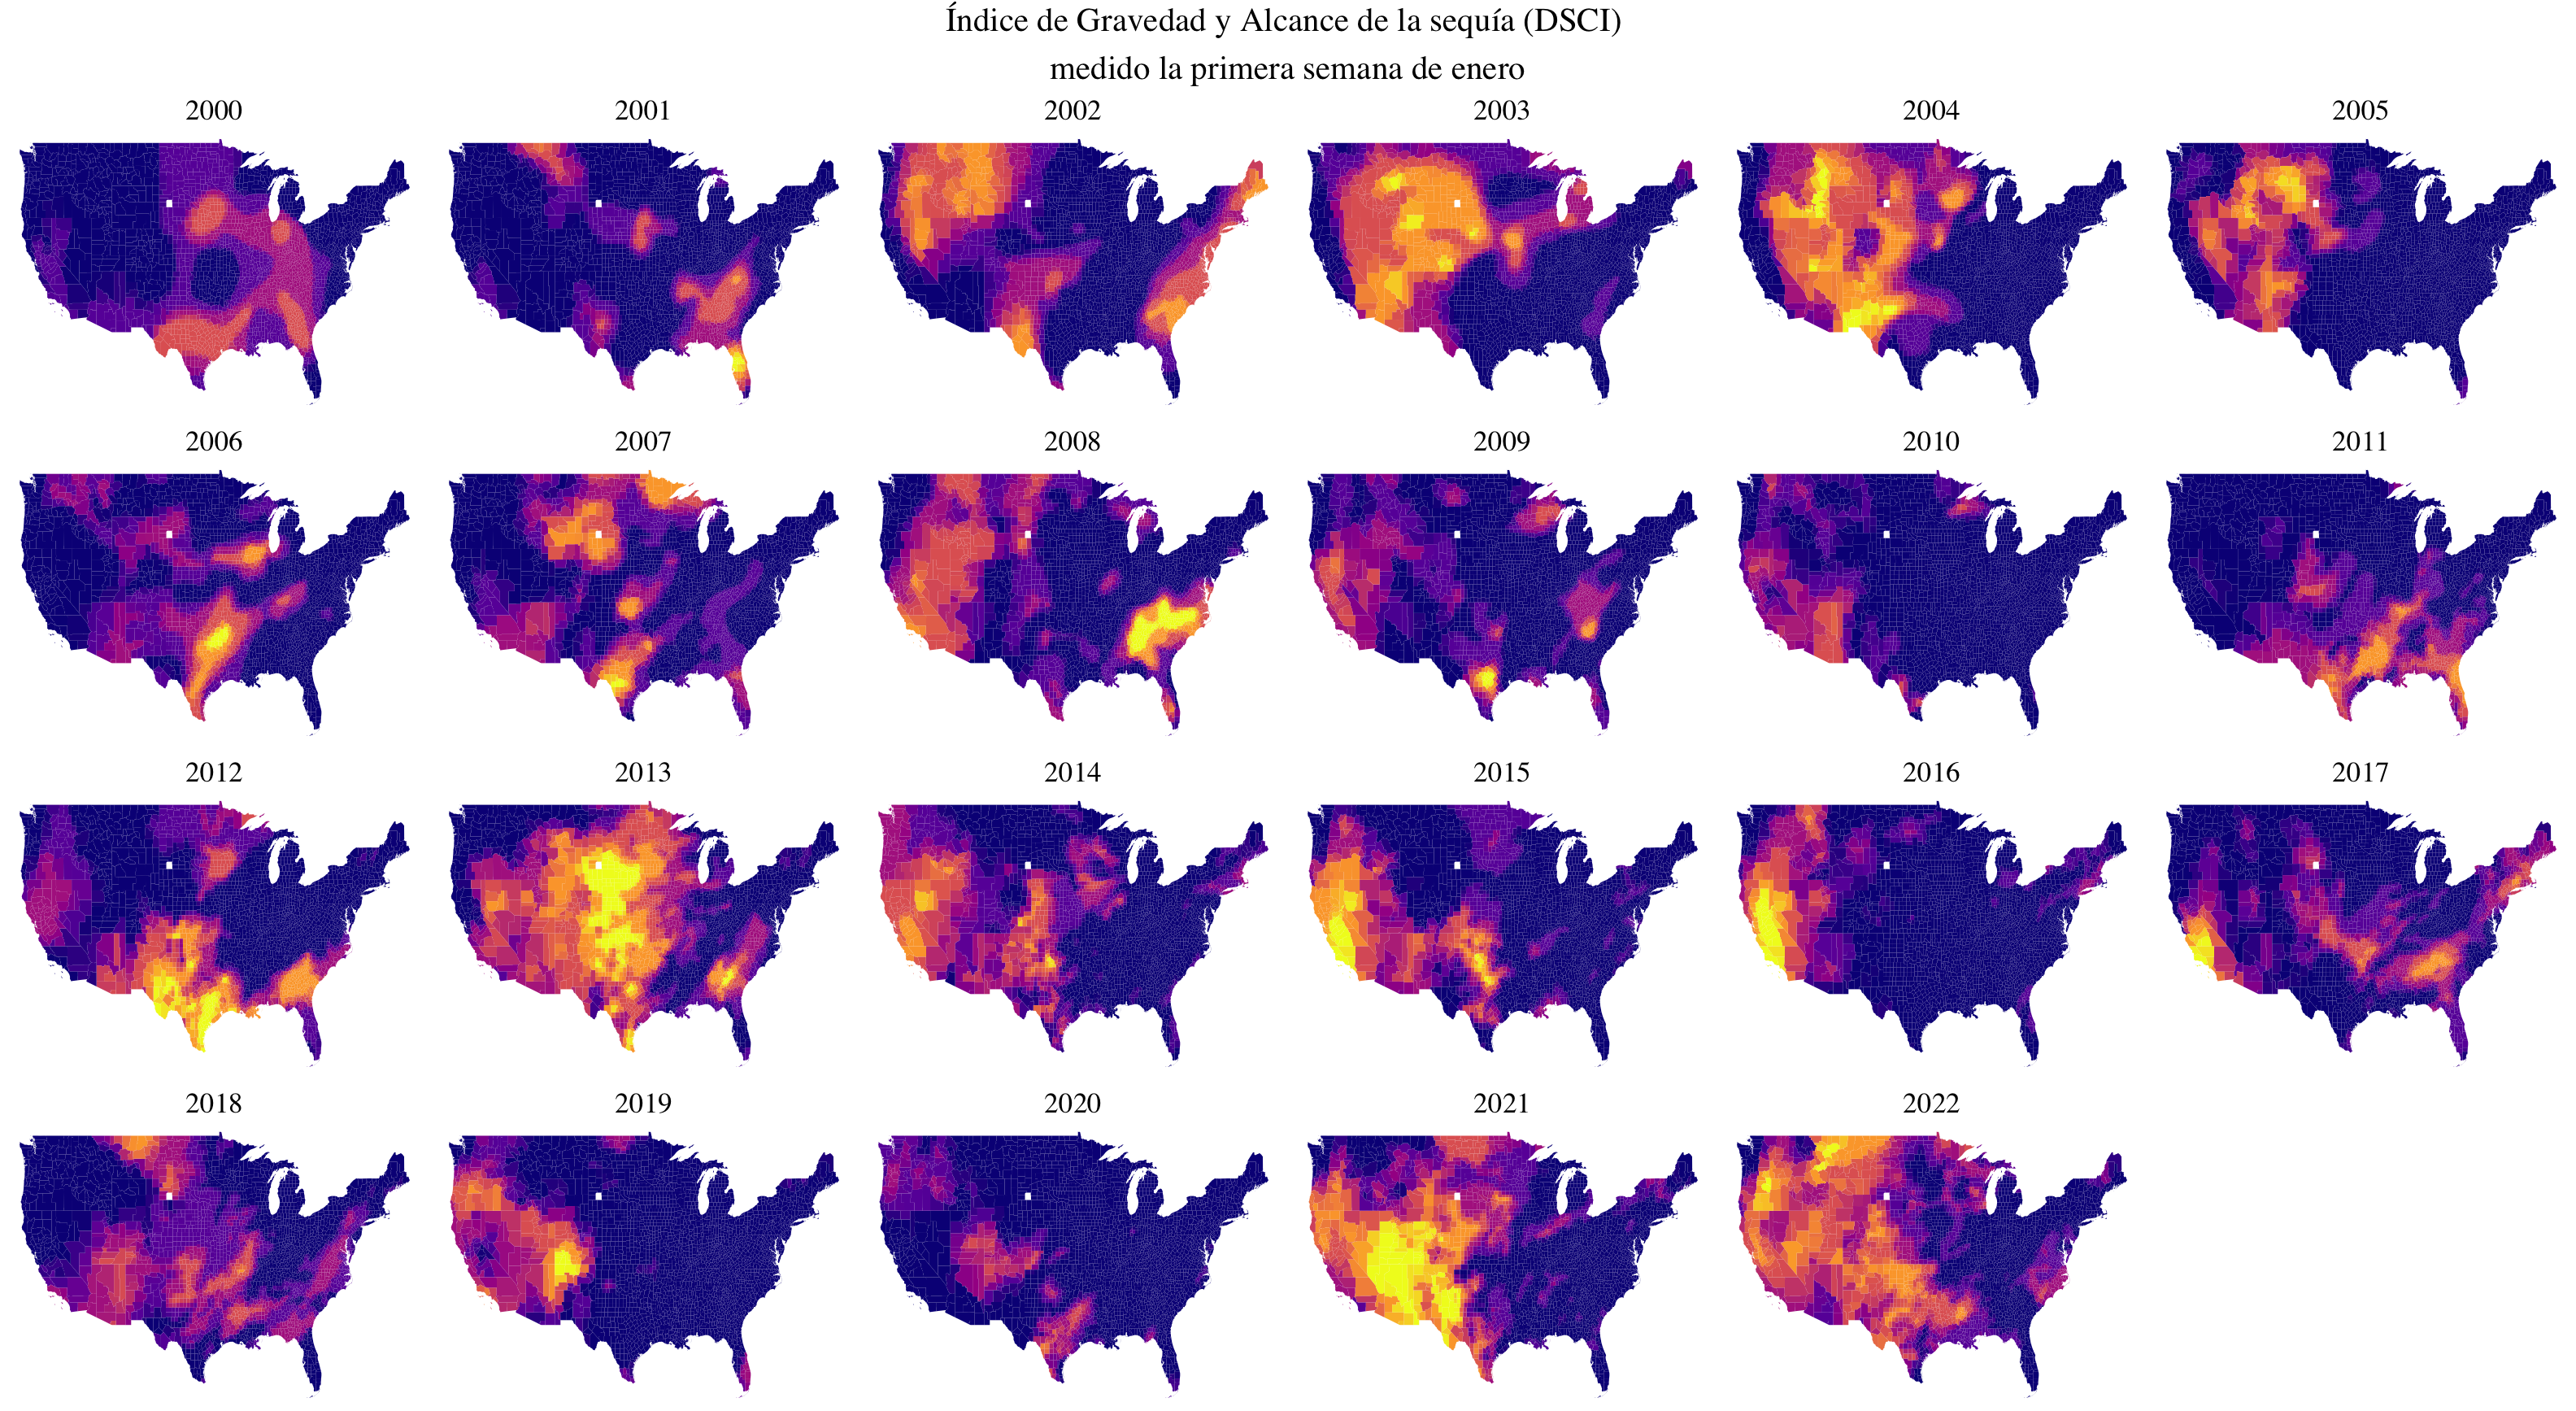 Índice de Gravedad y Alcance de la sequía (DSCI)
medido la primera semana de enero
2000 2001 2002 2003 2004 2005
2006 2007 2008 2009 2010 2011
2012 2013 2014 2015 2016 2017
2018 2019 2020 2021 2022